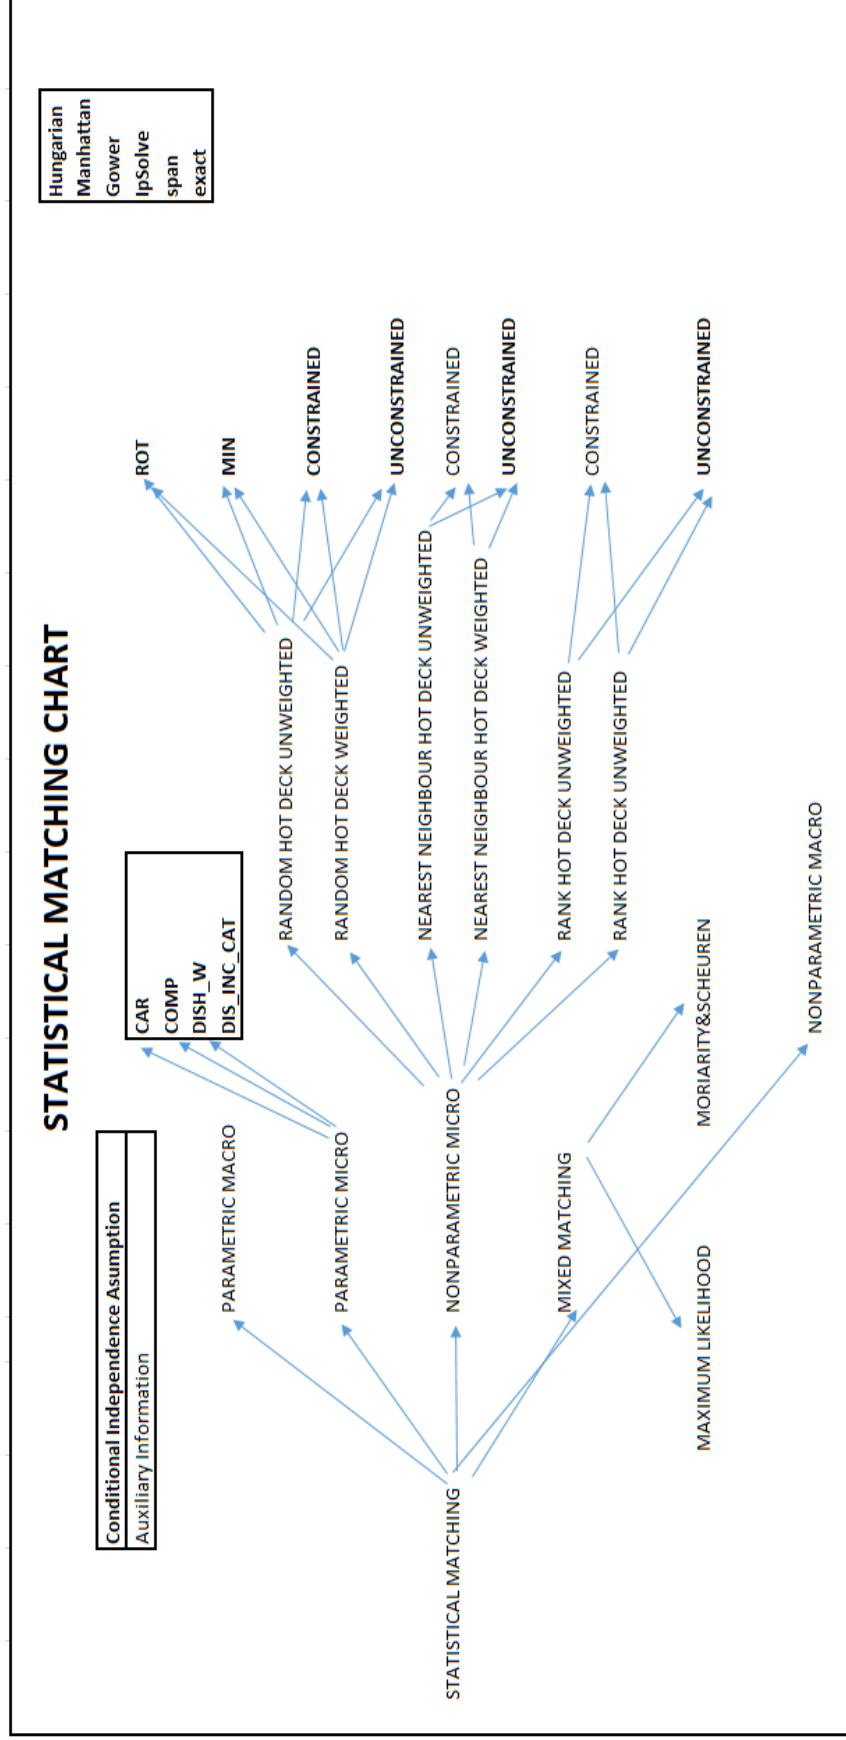 STATISTICAL MATCHING CHART
Hungarian
Manhattan
Gower
lpSolve
span
exact
Conditional Independence Asumption
Auxiliary Information
CAR
COMP
DISH_W
DIS_INC_CAT
STATISTICAL MATCHING
PARAMETRIC MACRO
PARAMETRIC MICRO
NONPARAMETRIC MICRO
MIXED MATCHING
NONPARAMETRIC MACRO
MAXIMUM LIKELIHOOD
MORIARITY&SCHEUREN
RANDOM HOT DECK UNWEIGHTED
RANDOM HOT DECK WEIGHTED
NEAREST NEIGHBOUR HOT DECK UNWEIGHTED
NEAREST NEIGHBOUR HOT DECK WEIGHTED
RANK HOT DECK UNWEIGHTED
RANK HOT DECK UNWEIGHTED
ROT
MIN
CONSTRAINED
UNCONSTRAINED
CONSTRAINED
UNCONSTRAINED
CONSTRAINED
UNCONSTRAINED